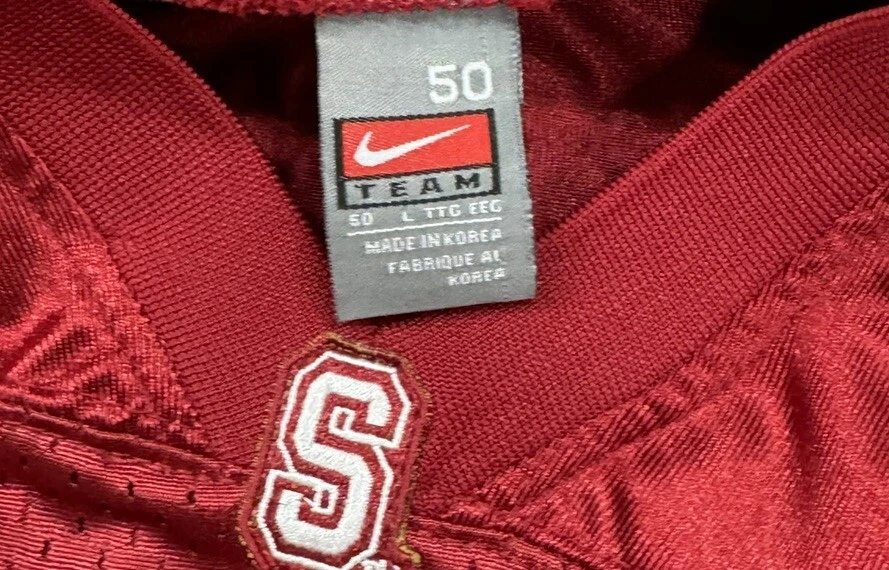 50
TEAM
50 L TTG EEG
MADE IN KOREA
FABRIQUE AU
KOREA
S